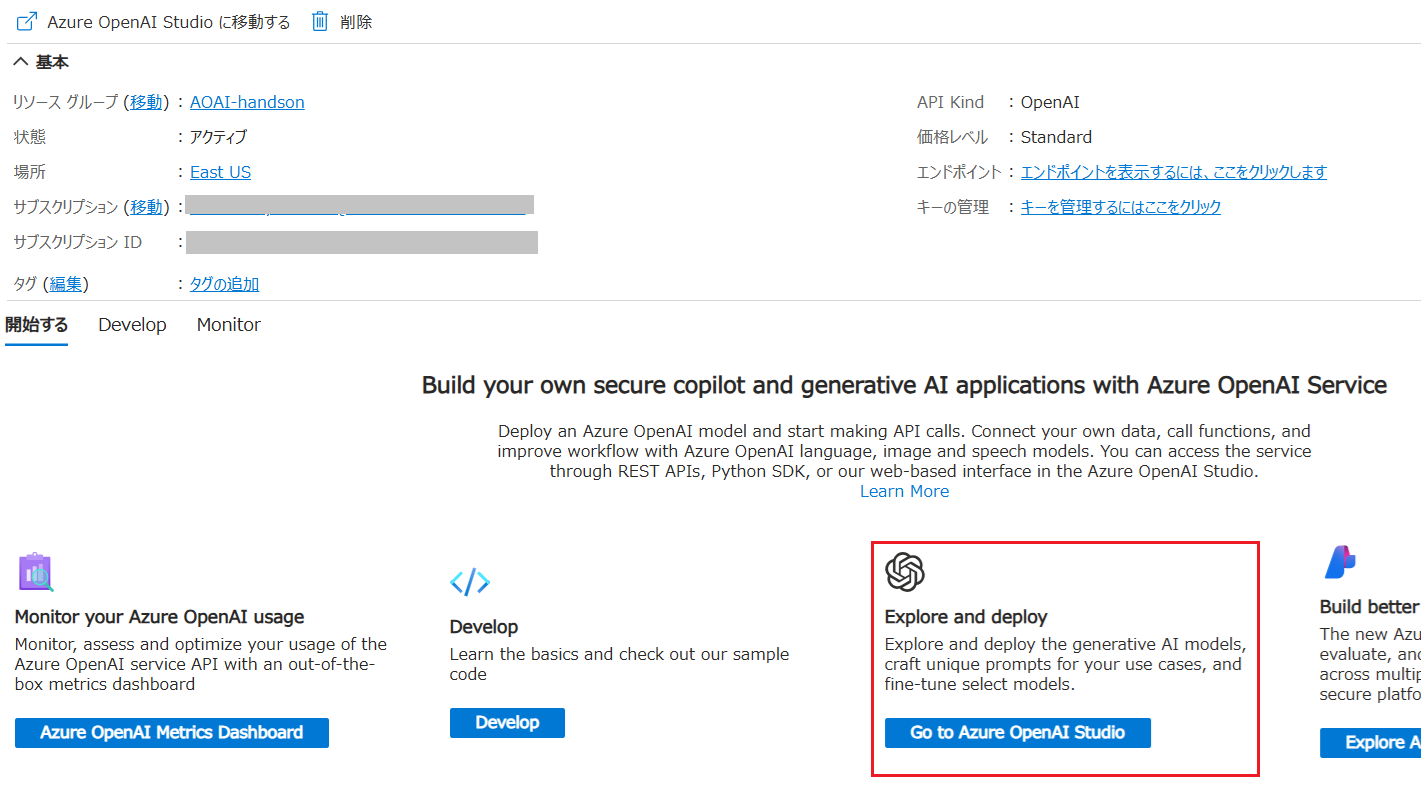 Azure OpenAI Studio に移動する 削除
基本
リソース グループ (移動) : AOAI-handson
API Kind : OpenAI
状態 : アクティブ
価格レベル : Standard
場所 : East US
エンドポイント : エンドポイントを表示するには、ここをクリックします
サブスクリプション (移動) :
キーの管理 : キーを管理するにはここをクリック
サブスクリプション ID :
タグ (編集) : タグの追加
開始する Develop Monitor
Build your own secure copilot and generative AI applications with Azure OpenAI Service
Deploy an Azure OpenAI model and start making API calls. Connect your own data, call functions, and
improve workflow with Azure OpenAI language, image and speech models. You can access the service
through REST APIs, Python SDK, or our web-based interface in the Azure OpenAI Studio.
Learn More
Monitor your Azure OpenAI usage
Monitor, assess and optimize your usage of the
Azure OpenAI service API with an out-of-the-
box metrics dashboard
Azure OpenAI Metrics Dashboard
Develop
Learn the basics and check out our sample
code
Develop
Explore and deploy
Explore and deploy the generative AI models,
craft unique prompts for your use cases, and
fine-tune select models.
Go to Azure OpenAI Studio
Build better
The new Azu
evaluate, and
across multip
secure platfo
Explore A